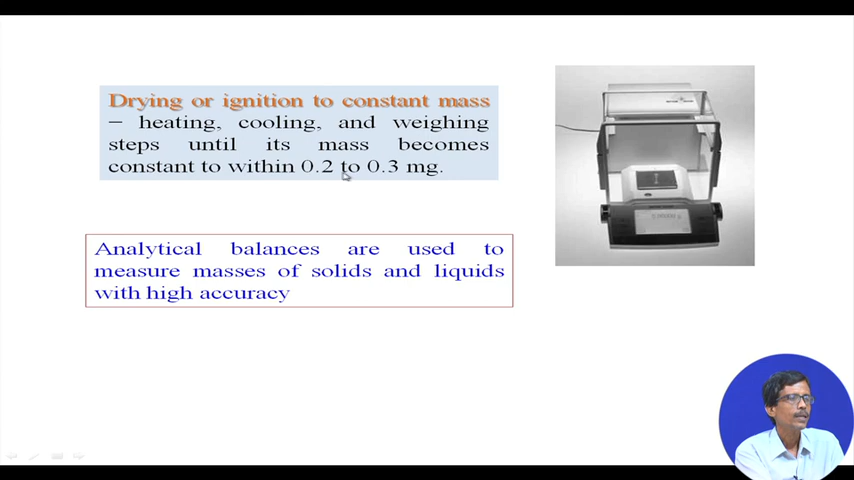 Drying or ignition to constant mass
− heating, cooling, and weighing
steps until its mass becomes
constant to within 0.2 to 0.3 mg.
Analytical balances are used to
measure masses of solids and liquids
with high accuracy